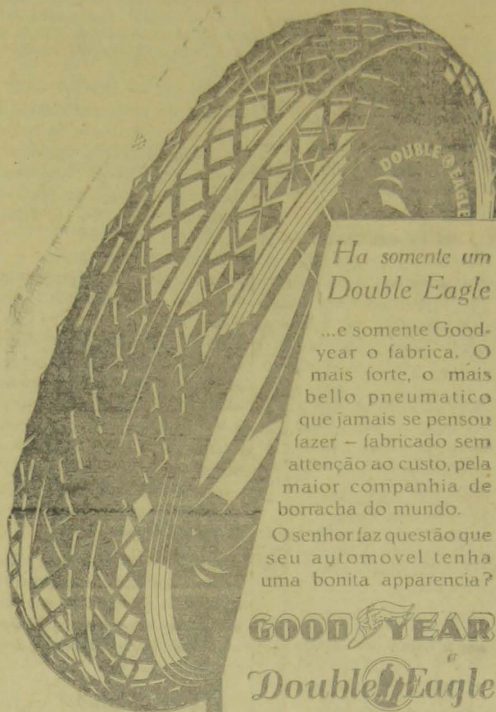 DOUBLE EAGLE
Ha somente um
Double Eagle
...e somente Good-
year o fabrica. O
mais forte, o mais
bello pneumatico
que jamais se pensou
fazer – fabricado sem
attenção ao custo, pela
maior companhia de
borracha do mundo.
O senhor faz questão que
seu automovel tenha
uma bonita apparencia?
GOOD YEAR
Double Eagle